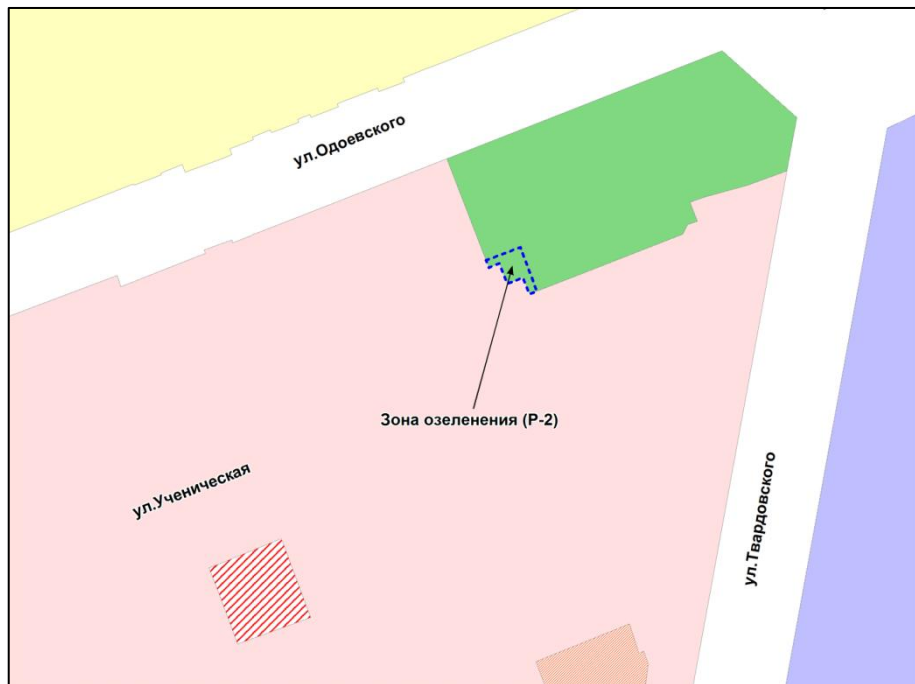 ул.Одоевского
Зона озеленения (Р-2)
ул.Ученическая
ул.Твардовского